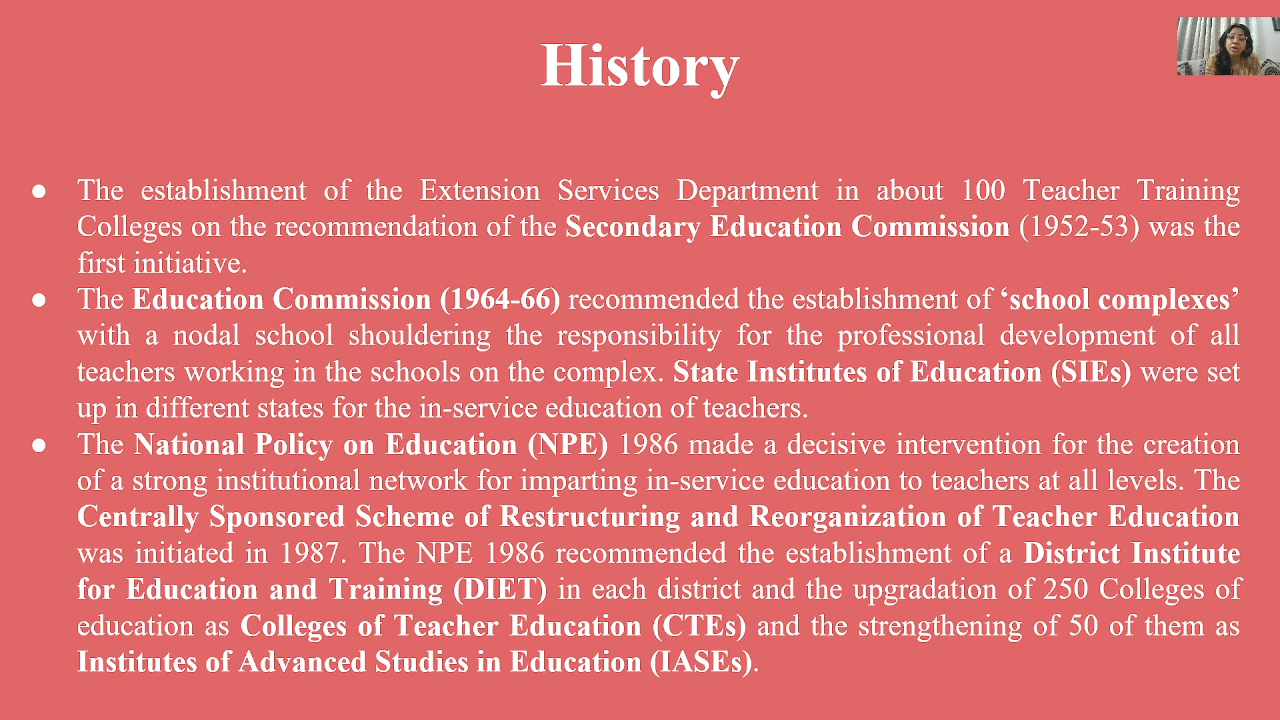 History
● The establishment of the Extension Services Department in about 100 Teacher Training
Colleges on the recommendation of the Secondary Education Commission (1952-53) was the
first initiative.
● The Education Commission (1964-66) recommended the establishment of ‘school complexes’
with a nodal school shouldering the responsibility for the professional development of all
teachers working in the schools on the complex. State Institutes of Education (SIEs) were set
up in different states for the in-service education of teachers.
● The National Policy on Education (NPE) 1986 made a decisive intervention for the creation
of a strong institutional network for imparting in-service education to teachers at all levels. The
Centrally Sponsored Scheme of Restructuring and Reorganization of Teacher Education
was initiated in 1987. The NPE 1986 recommended the establishment of a District Institute
for Education and Training (DIET) in each district and the upgradation of 250 Colleges of
education as Colleges of Teacher Education (CTEs) and the strengthening of 50 of them as
Institutes of Advanced Studies in Education (IASEs).